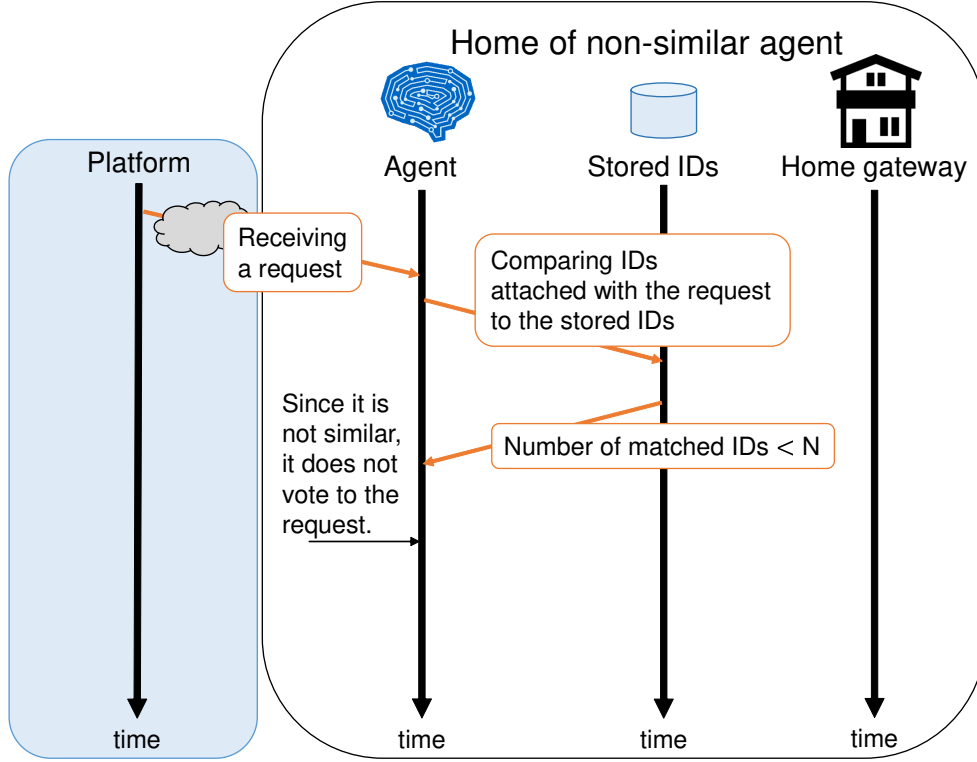 Home of non-similar agent
Platform
Agent
Stored IDs
Home gateway
Receiving
a request
Comparing IDs
attached with the request
to the stored IDs
Since it is
not similar,
it does not
vote to the
request.
Number of matched IDs < N
time
time
time
time